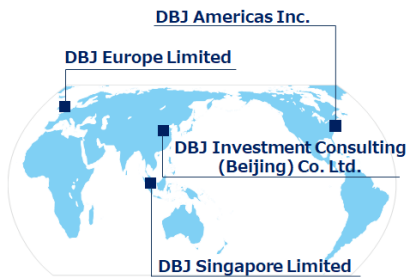 DBJ Americas Inc.
DBJ Europe Limited
DBJ Investment Consulting
(Beijing) Co. Ltd.
DBJ Singapore Limited